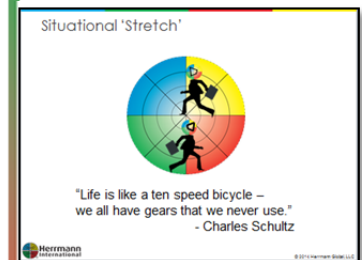 Situational ‘Stretch’
“Life is like a ten speed bicycle –
we all have gears that we never use.”
- Charles Schultz
Herrmann
International